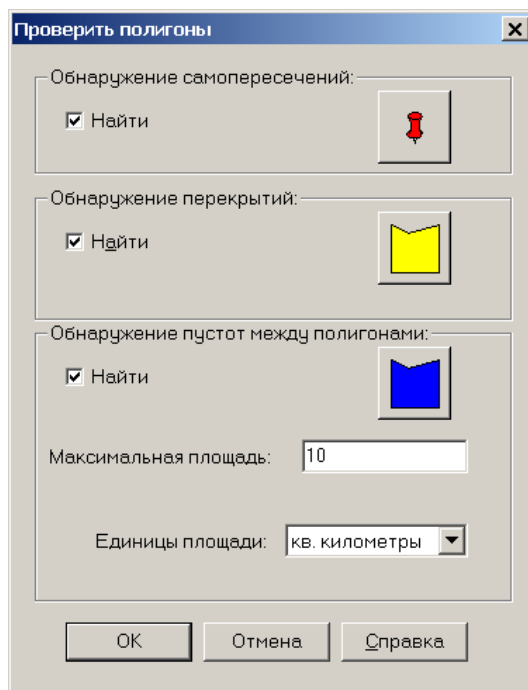 Проверить полигоны
Обнаружение самопересечений:
Найти
Обнаружение перекрытий:
Найти
Обнаружение пустот между полигонами:
Найти
Максимальная площадь: 10
Единицы площади: кв. километры
OK Отмена Справка